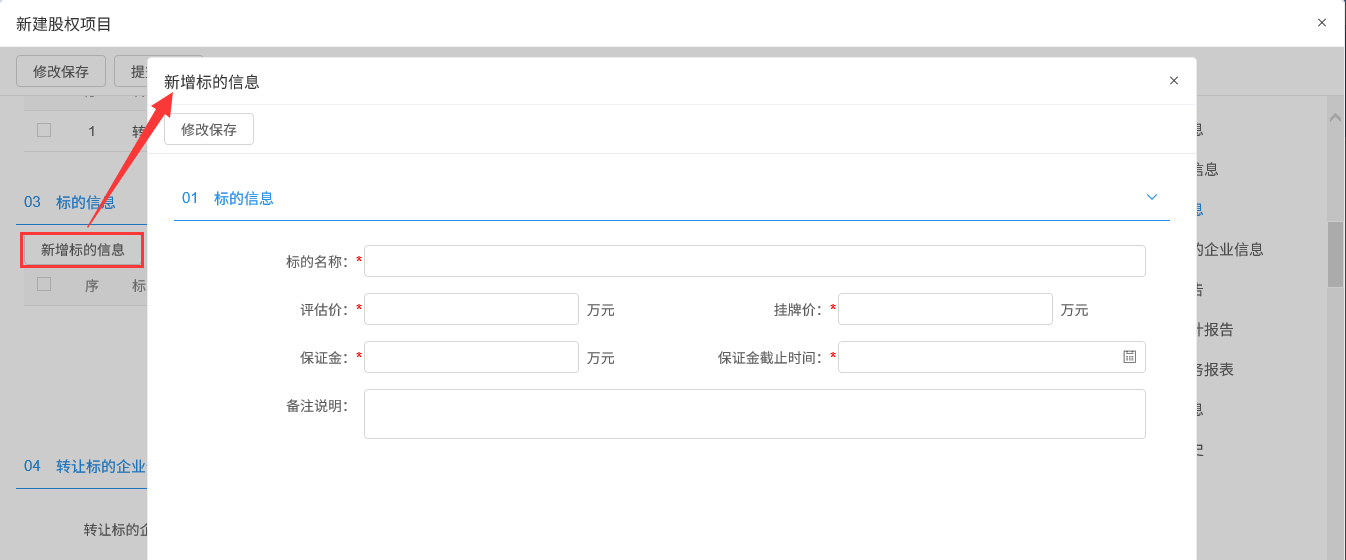 新建股权项目
×
修改保存
新增标的信息
×
修改保存
1
03 标的信息
新增标的信息
序 标
04 转让标的企业
转让标的企
01 标的信息
标的名称：*
评估价：* 万元
挂牌价：* 万元
保证金：* 万元
保证金截止时间：*
备注说明：
息
信息
息
的企业信息
告
计报告
务报表
息